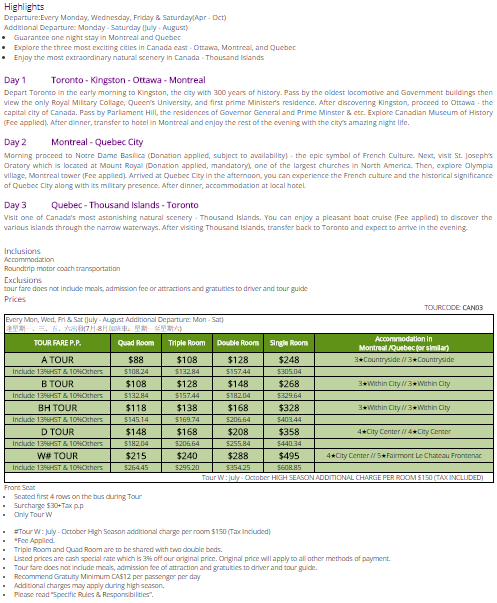 Highlights
Departure:Every Monday, Wednesday, Friday & Saturday(Apr - Oct)
Additional Departure: Monday - Saturday (July - August)
Guarantee one night stay in Montreal and Quebec
Explore the three most exciting cities in Canada east - Ottawa, Montreal, and Quebec
Enjoy the most extraordinary natural scenery in Canada - Thousand Islands
Day 1 Toronto - Kingston - Ottawa - Montreal
Depart Toronto in the early morning to Kingston, the city with 300 years of history. Pass by the oldest locomotive and Government buildings then
view the only Royal Military Collage, Queen's University, and first prime Minister's residence. After discovering Kingston, proceed to Ottawa - the
capital city of Canada. Pass by Parliament Hill, the residences of Governor General and Prime Minster & etc. Explore Canadian Museum of History
(Fee applied). After dinner, transfer to hotel in Montreal and enjoy the rest of the evening with the city's amazing night life.
Day 2 Montreal - Quebec City
Morning proceed to Notre Dame Basilica (Donation applied, subject to availability) - the epic symbol of French Culture. Next, visit St. Joseph's
Oratory which is located at Mount Royal (Donation applied, mandatory), one of the largest churches in North America. Then, explore Olympia
village, Montreal tower (Fee applied). Arrived at Quebec City in the afternoon, you can experience the French culture and the historical significance
of Quebec City along with its military presence. After dinner, accommodation at local hotel.
Day 3 Quebec - Thousand Islands - Toronto
Visit one of Canada's most astonishing natural scenery - Thousand Islands. You can enjoy a pleasant boat cruise (Fee applied) to discover the
various islands through the narrow waterways. After visiting Thousand Islands, transfer back to Toronto and expect to arrive in the evening.
Inclusions
Accommodation
Roundtrip motor coach transportation
Exclusions
tour fare does not include meals, admission fee or attractions and gratuities to driver and tour guide
Prices
TOURCODE: CAN03
Every Mon, Wed, Fri & Sat (July - August Additional Departure: Mon - Sat)
TOUR FARE P.P. Quad Room Triple Room Double Room Single Room Accommodation in
Montreal /Quebec (or similar)
A TOUR $88 $108 $128 $248 3★Countryside // 3★Countryside
Include 13%HST & 10%Others $108.24 $132.84 $157.44 $305.04
B TOUR $108 $128 $148 $268 3★Within City // 3★Within City
Include 13%HST & 10%Others $132.84 $157.44 $182.04 $329.64
BH TOUR $118 $138 $168 $328 3★Within City // 3★Within City
Include 13%HST & 10%Others $145.14 $169.74 $206.64 $403.44
D TOUR $148 $168 $208 $358 4★City Center // 4★City Center
Include 13%HST & 10%Others $182.04 $206.64 $255.84 $440.34
W# TOUR $215 $240 $288 $495 4★City Center // 5★Fairmont Le Chateau Frontenac
Include 13%HST & 10%Others $264.45 $295.20 $354.25 $608.85
Tour W : July - October HIGH SEASON ADDITIONAL CHARGE PER ROOM $150 (TAX INCLUDED)
Front Seat
Seated first 4 rows on the bus during Tour
Surcharge $30+Tax p.p
Only Tour W
#Tour W : July - October High Season additional charge per room $150 (Tax Included)
*Fee Applied.
Triple Room and Quad Room are to be shared with two double beds.
Listed prices are cash special rate which is 3% off our original price. Original price will apply to all other methods of payment.
Tour fare does not include meals, admission fee of attraction and gratuities to driver and tour guide.
Recommend Gratuity Minimum CA$12 per passenger per day
Additional charges may apply during high season.
Please read "Specific Rules & Responsibilities".